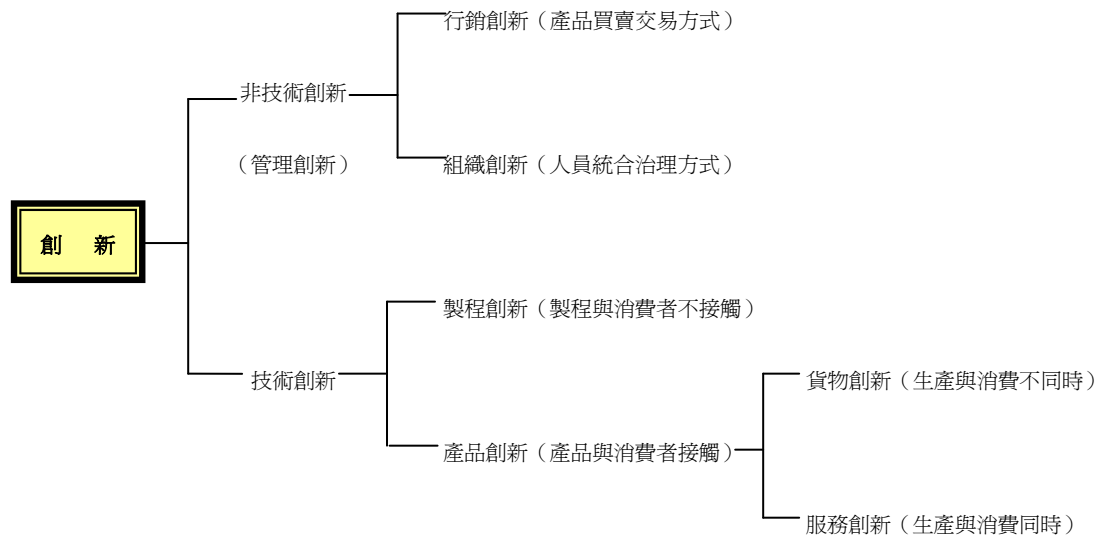 行銷創新（產品買賣交易方式）
非技術創新
（管理創新）
組織創新（人員統合治理方式）
創 新
製程創新（製程與消費者不接觸）
技術創新
貨物創新（生產與消費不同時）
產品創新（產品與消費者接觸）
服務創新（生產與消費同時）